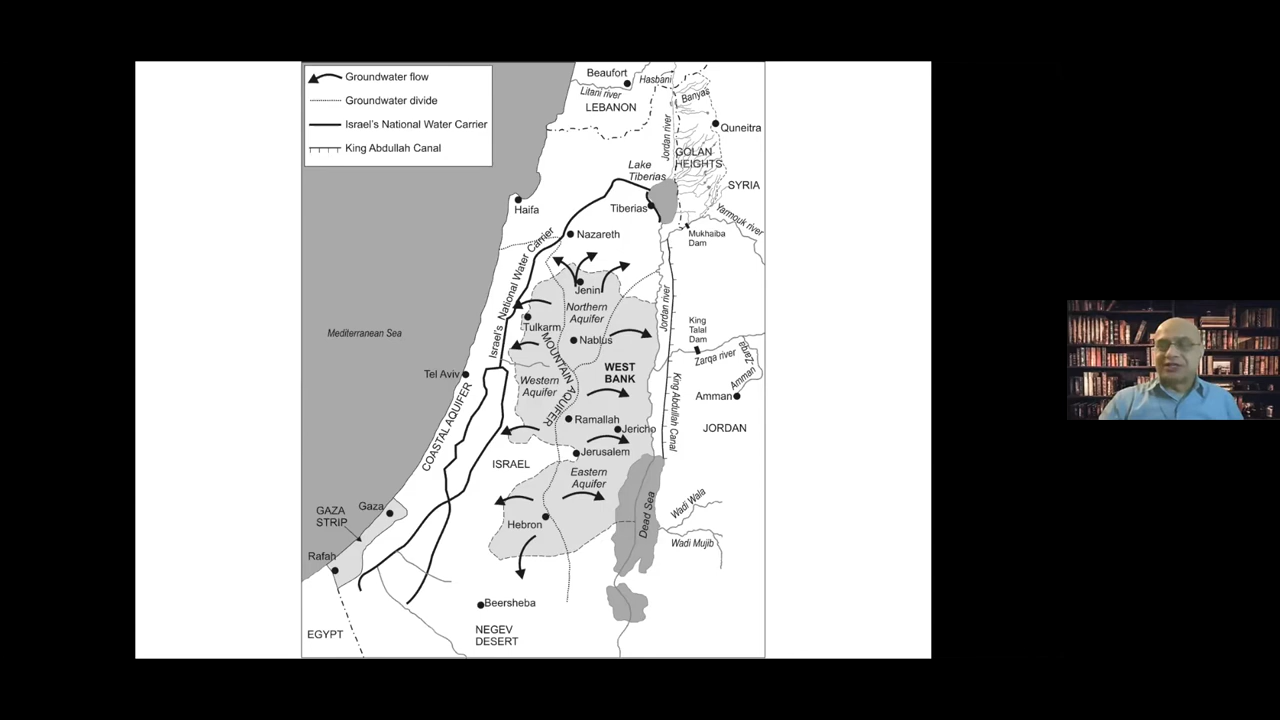 Groundwater flow
Groundwater divide
Israel's National Water Carrier
King Abdullah Canal
Beaufort
Hasbani
Litani river
LEBANON
Banyas
Jordan river
Quneitra
GOLAN
HEIGHTS
Lake
Tiberias
SYRIA
Haifa
Tiberias
Yarmouk river
Nazareth
Mukhaiba
Dam
Israel's National Water Carrier
Jenin
Northern
Aquifer
Jordan river
Tulkarm
King
Talal
Dam
Mediterranean Sea
Nablus
MOUNTAIN AQUIFER
Zarqa river
Zarqa
WEST
BANK
Tel Aviv
Western
Aquifer
Amman
Amman
King Abdullah Canal
COASTAL AQUIFER
Ramallah
Jericho
JORDAN
Jerusalem
ISRAEL
Eastern
Aquifer
Dead Sea
Wadi Wala
Gaza
GAZA
STRIP
Hebron
Wadi Mujib
Rafah
Beersheba
EGYPT
NEGEV
DESERT